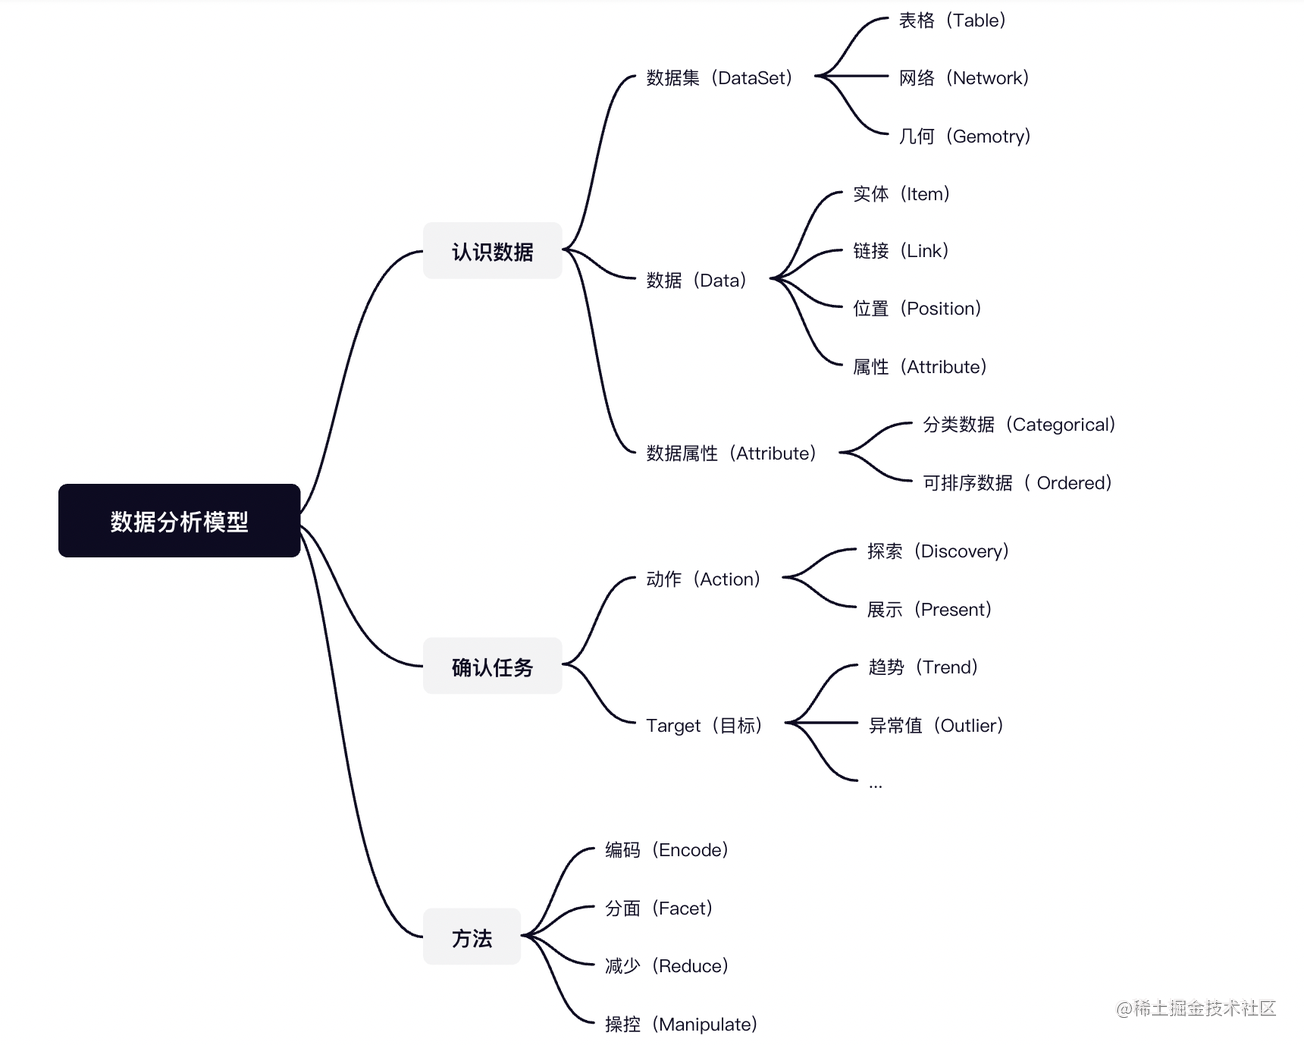 数据分析模型
认识数据
数据集（DataSet）
表格（Table）
网络（Network）
几何（Gemotry）
数据（Data）
实体（Item）
链接（Link）
位置（Position）
属性（Attribute）
数据属性（Attribute）
分类数据（Categorical）
可排序数据（ Ordered）
确认任务
动作（Action）
探索（Discovery）
展示（Present）
Target（目标）
趋势（Trend）
异常值（Outlier）
...
方法
编码（Encode）
分面（Facet）
减少（Reduce）
操控（Manipulate）
@稀土掘金技术社区